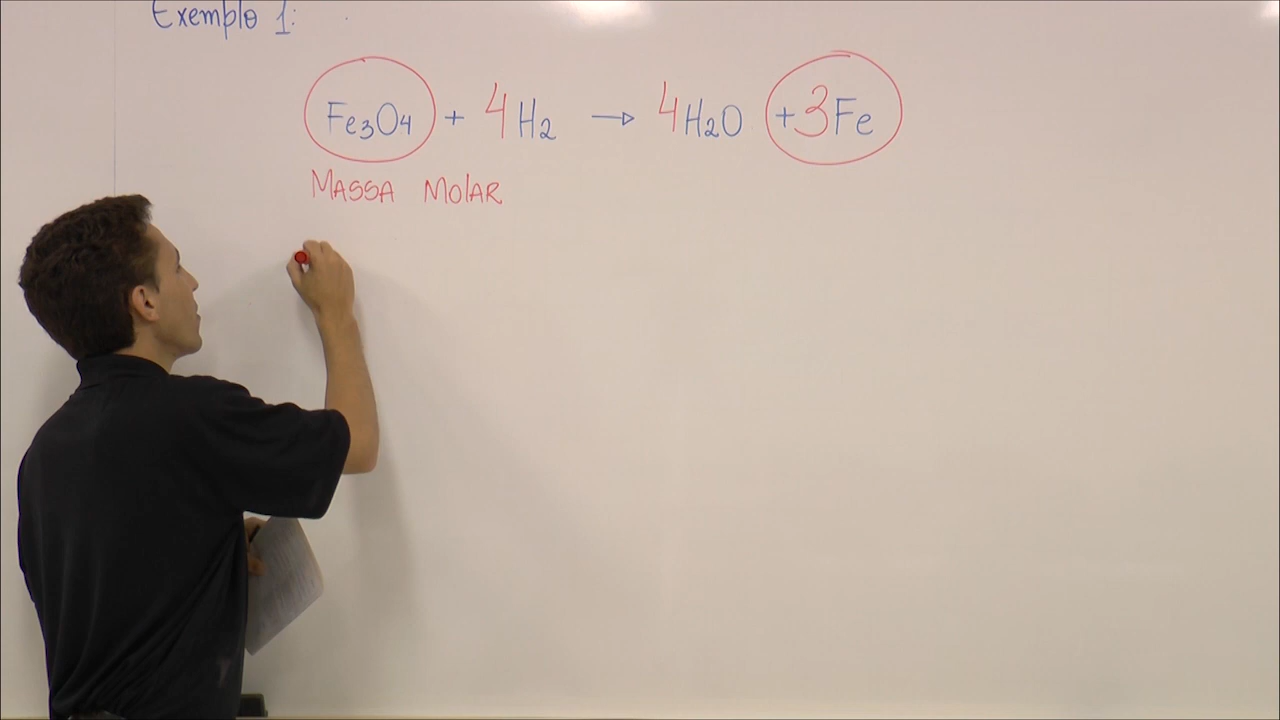 Exemplo 1:
Fe₃O₄ + 4H₂ → 4H₂O + 3Fe
MASSA MOLAR